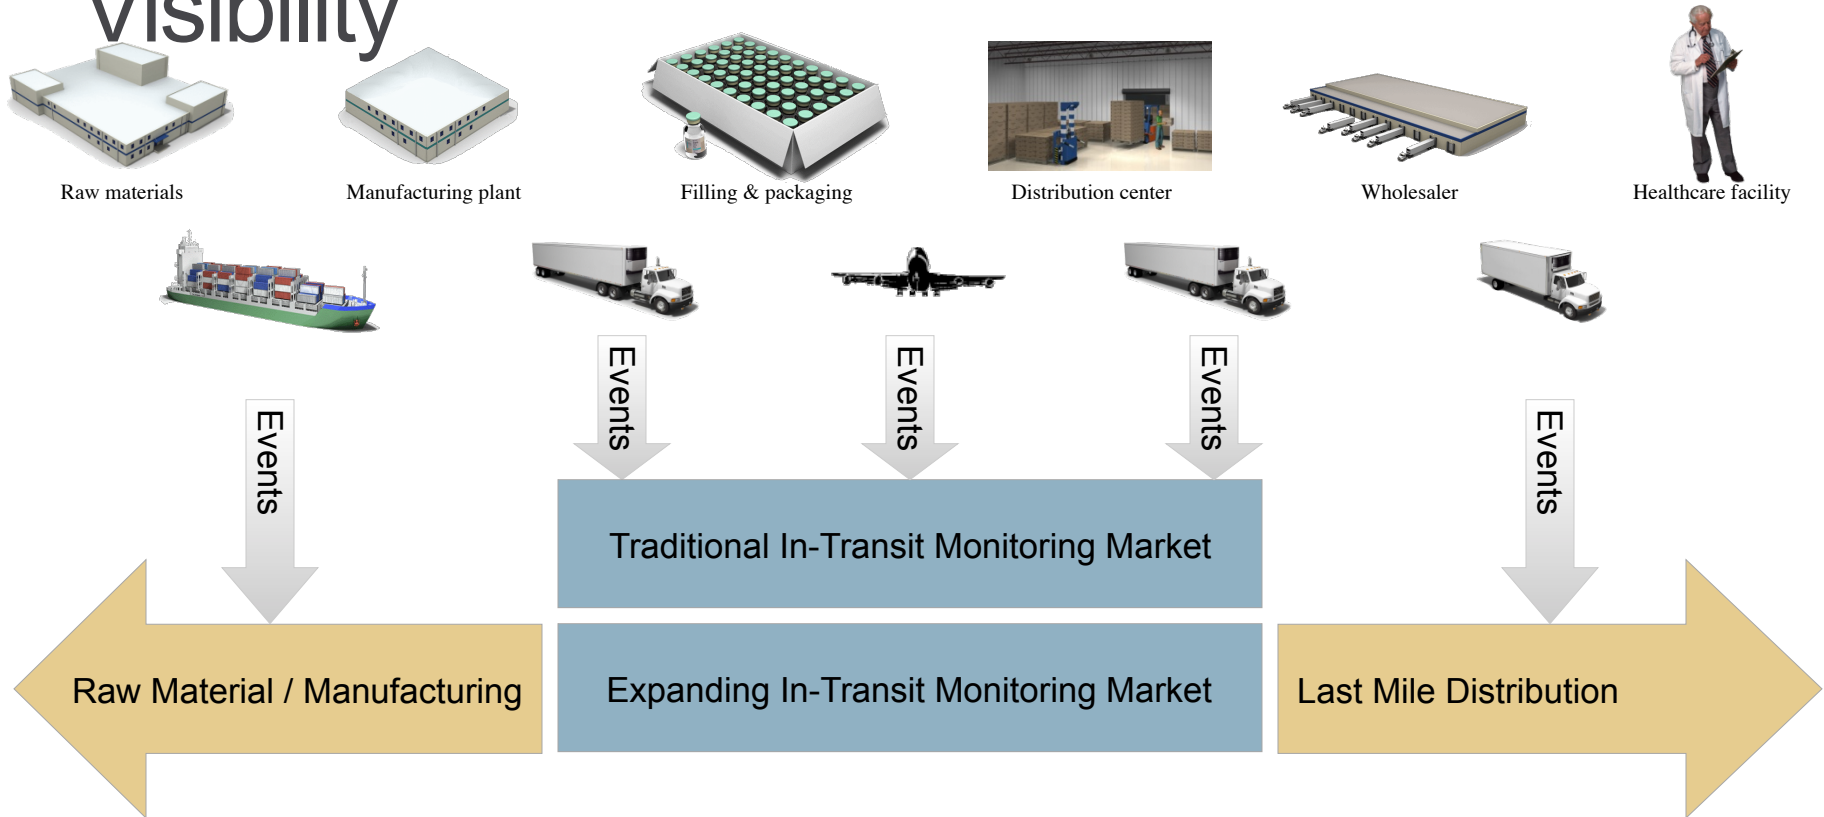 Visibility
Raw materials
Manufacturing plant
Filling & packaging
Distribution center
Wholesaler
Healthcare facility
Events
Events
Events
Events
Events
Traditional In-Transit Monitoring Market
Raw Material / Manufacturing
Expanding In-Transit Monitoring Market
Last Mile Distribution